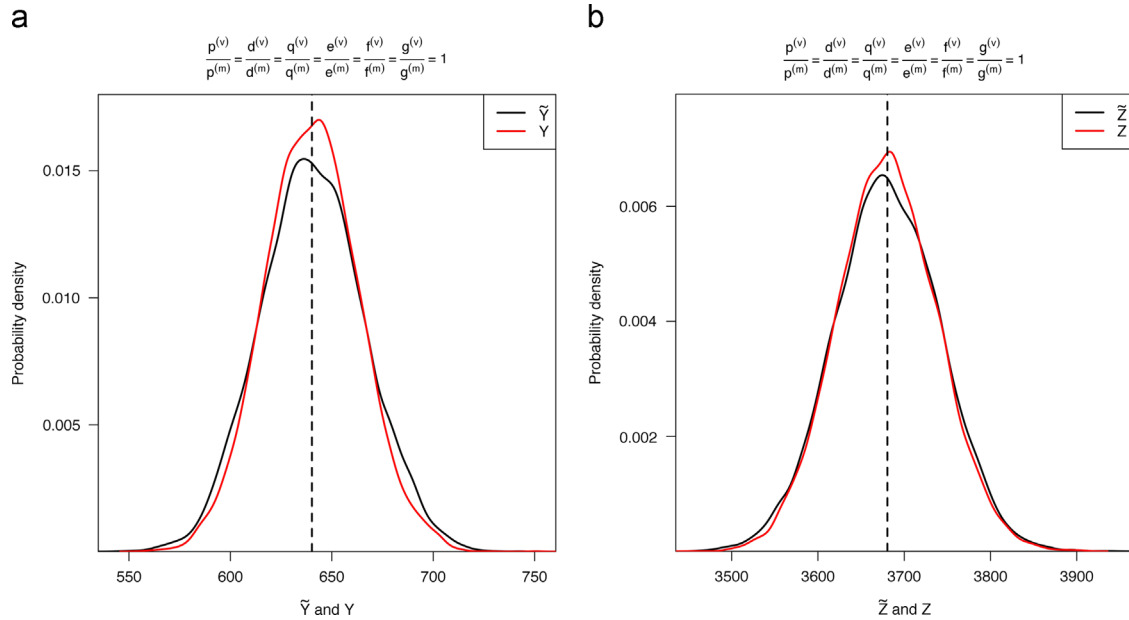 a
p(v)/p(m) = d(v)/d(m) = q(v)/q(m) = e(v)/e(m) = f(v)/f(m) = g(v)/g(m) = 1
Ỹ
Y
Probability density
0.015
0.010
0.005
550 600 650 700 750
Ỹ and Y
b
p(v)/p(m) = d(v)/d(m) = q(v)/q(m) = e(v)/e(m) = f(v)/f(m) = g(v)/g(m) = 1
Z̃
Z
Probability density
0.006
0.004
0.002
3500 3600 3700 3800 3900
Z̃ and Z